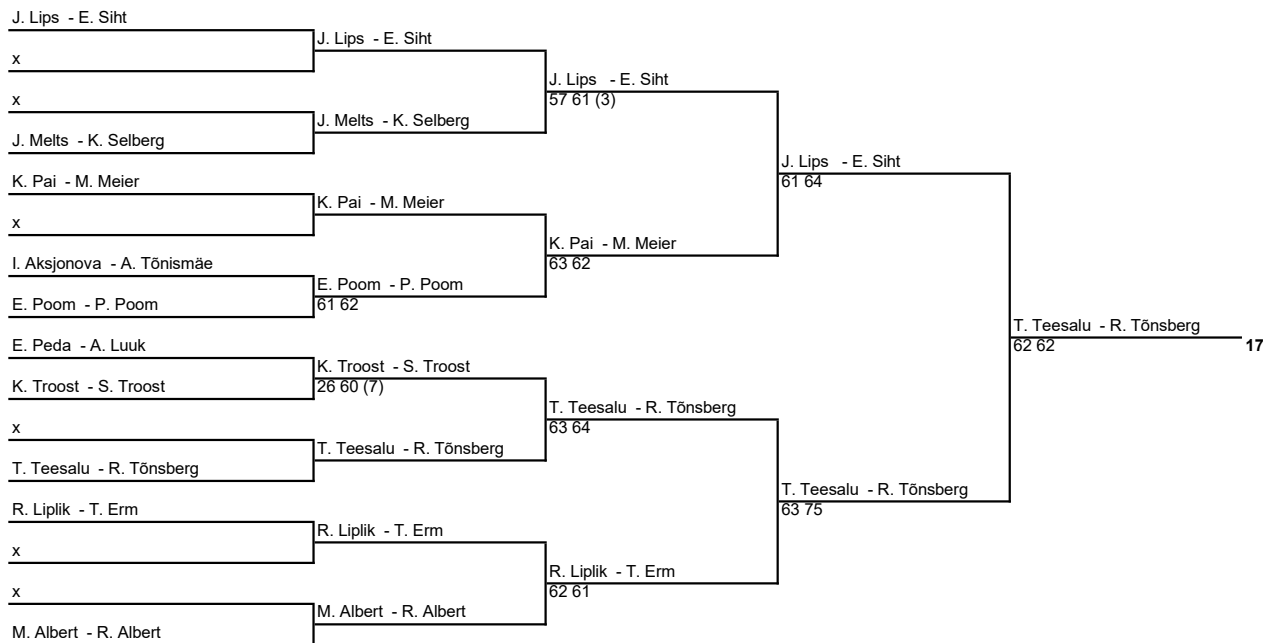 J. Lips - E. Siht
J. Lips - E. Siht
x
J. Lips - E. Siht
57 61 (3)
x
J. Melts - K. Selberg
J. Melts - K. Selberg
J. Lips - E. Siht
61 64
K. Pai - M. Meier
K. Pai - M. Meier
x
K. Pai - M. Meier
63 62
I. Aksjonova - A. Tõnismäe
E. Poom - P. Poom
61 62
E. Poom - P. Poom
T. Teesalu - R. Tõnsberg
62 62
17
E. Peda - A. Luuk
K. Troost - S. Troost
26 60 (7)
K. Troost - S. Troost
T. Teesalu - R. Tõnsberg
63 64
x
T. Teesalu - R. Tõnsberg
T. Teesalu - R. Tõnsberg
T. Teesalu - R. Tõnsberg
63 75
R. Liplik - T. Erm
R. Liplik - T. Erm
x
R. Liplik - T. Erm
62 61
x
M. Albert - R. Albert
M. Albert - R. Albert